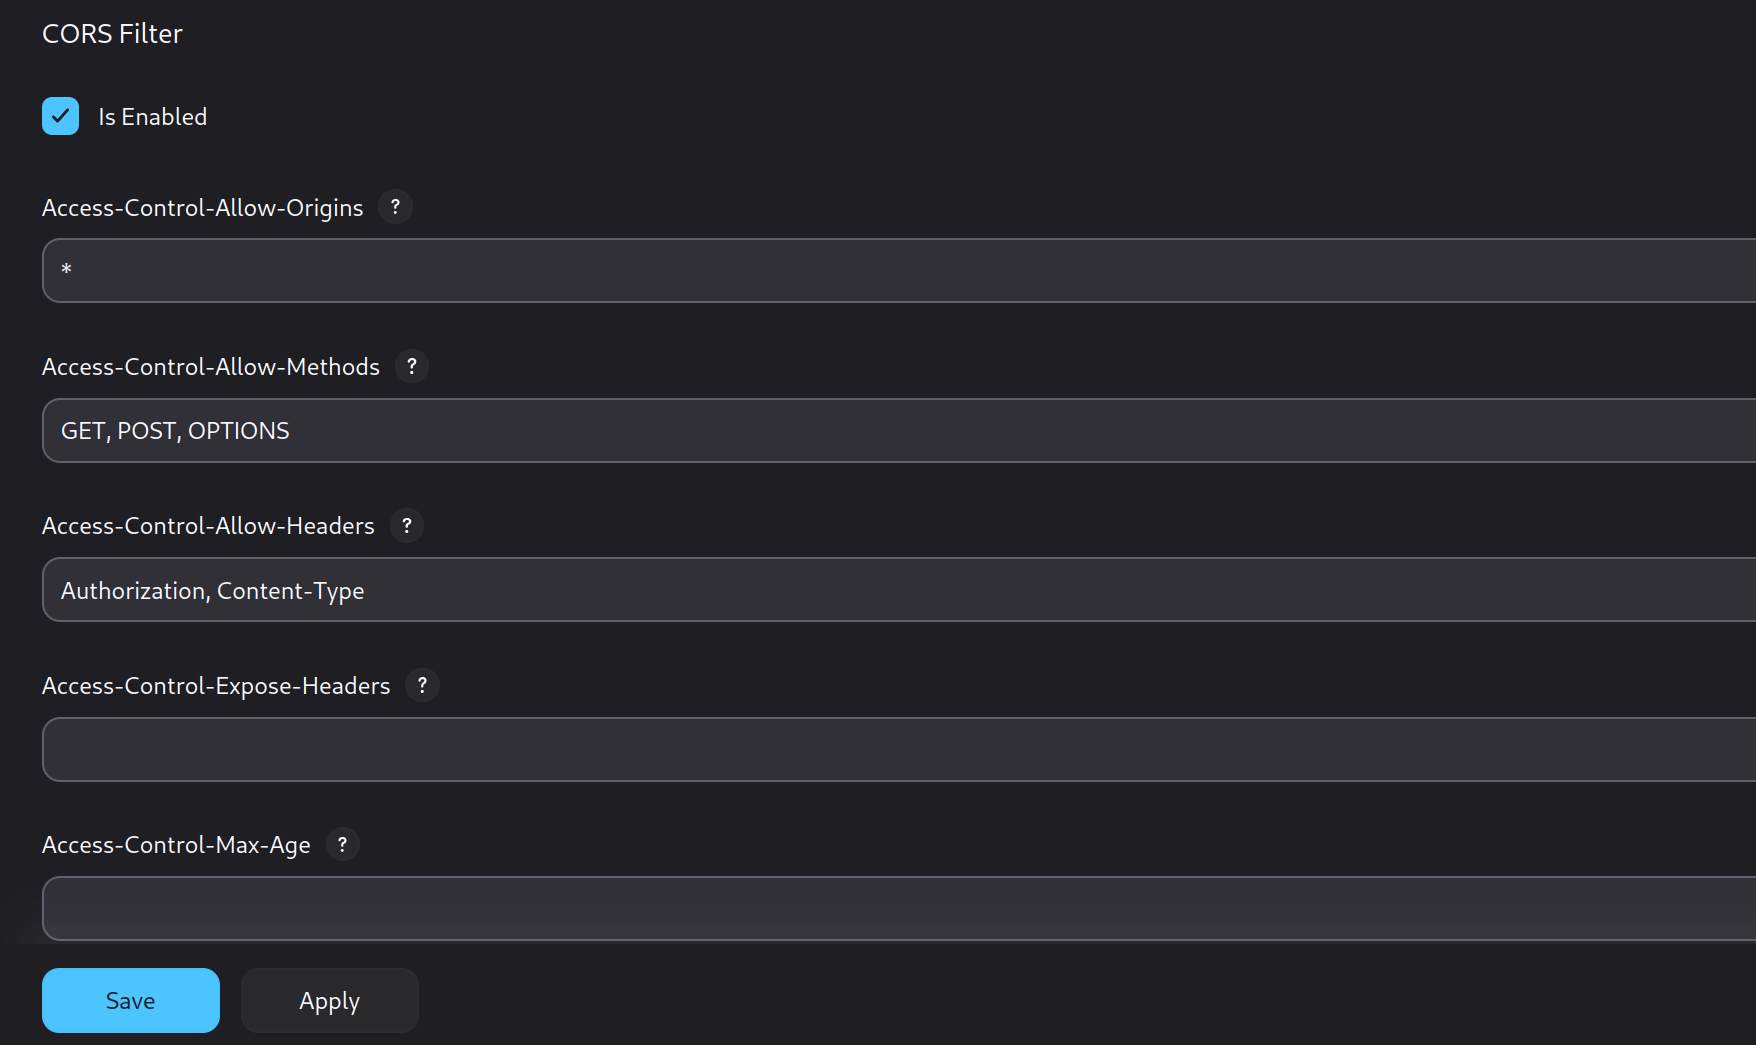 CORS Filter
Is Enabled
Access-Control-Allow-Origins ?
*
Access-Control-Allow-Methods ?
GET, POST, OPTIONS
Access-Control-Allow-Headers ?
Authorization, Content-Type
Access-Control-Expose-Headers ?
Access-Control-Max-Age ?
Save Apply